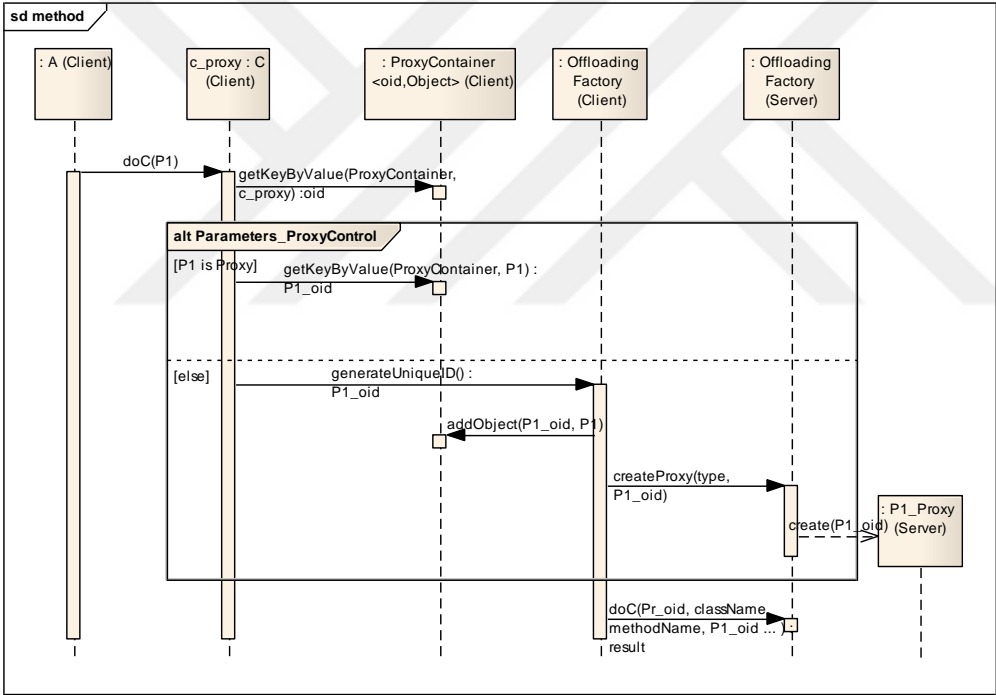 sd method
: A (Client)
c_proxy : C
(Client)
: ProxyContainer
<oid,Object> (Client)
: Offloading
Factory
(Client)
: Offloading
Factory
(Server)
doC(P1)
getKeyByValue(ProxyContainer,
c_proxy) :oid
alt Parameters_ProxyControl
[P1 is Proxy]
getKeyByValue(ProxyContainer, P1) :
P1_oid
[else]
generateUniqueID() :
P1_oid
addObject(P1_oid, P1)
createProxy(type,
P1_oid)
create(P1_oid)
: P1_Proxy
(Server)
doC(Pr_oid, className,
methodName, P1_oid ... ) :
result